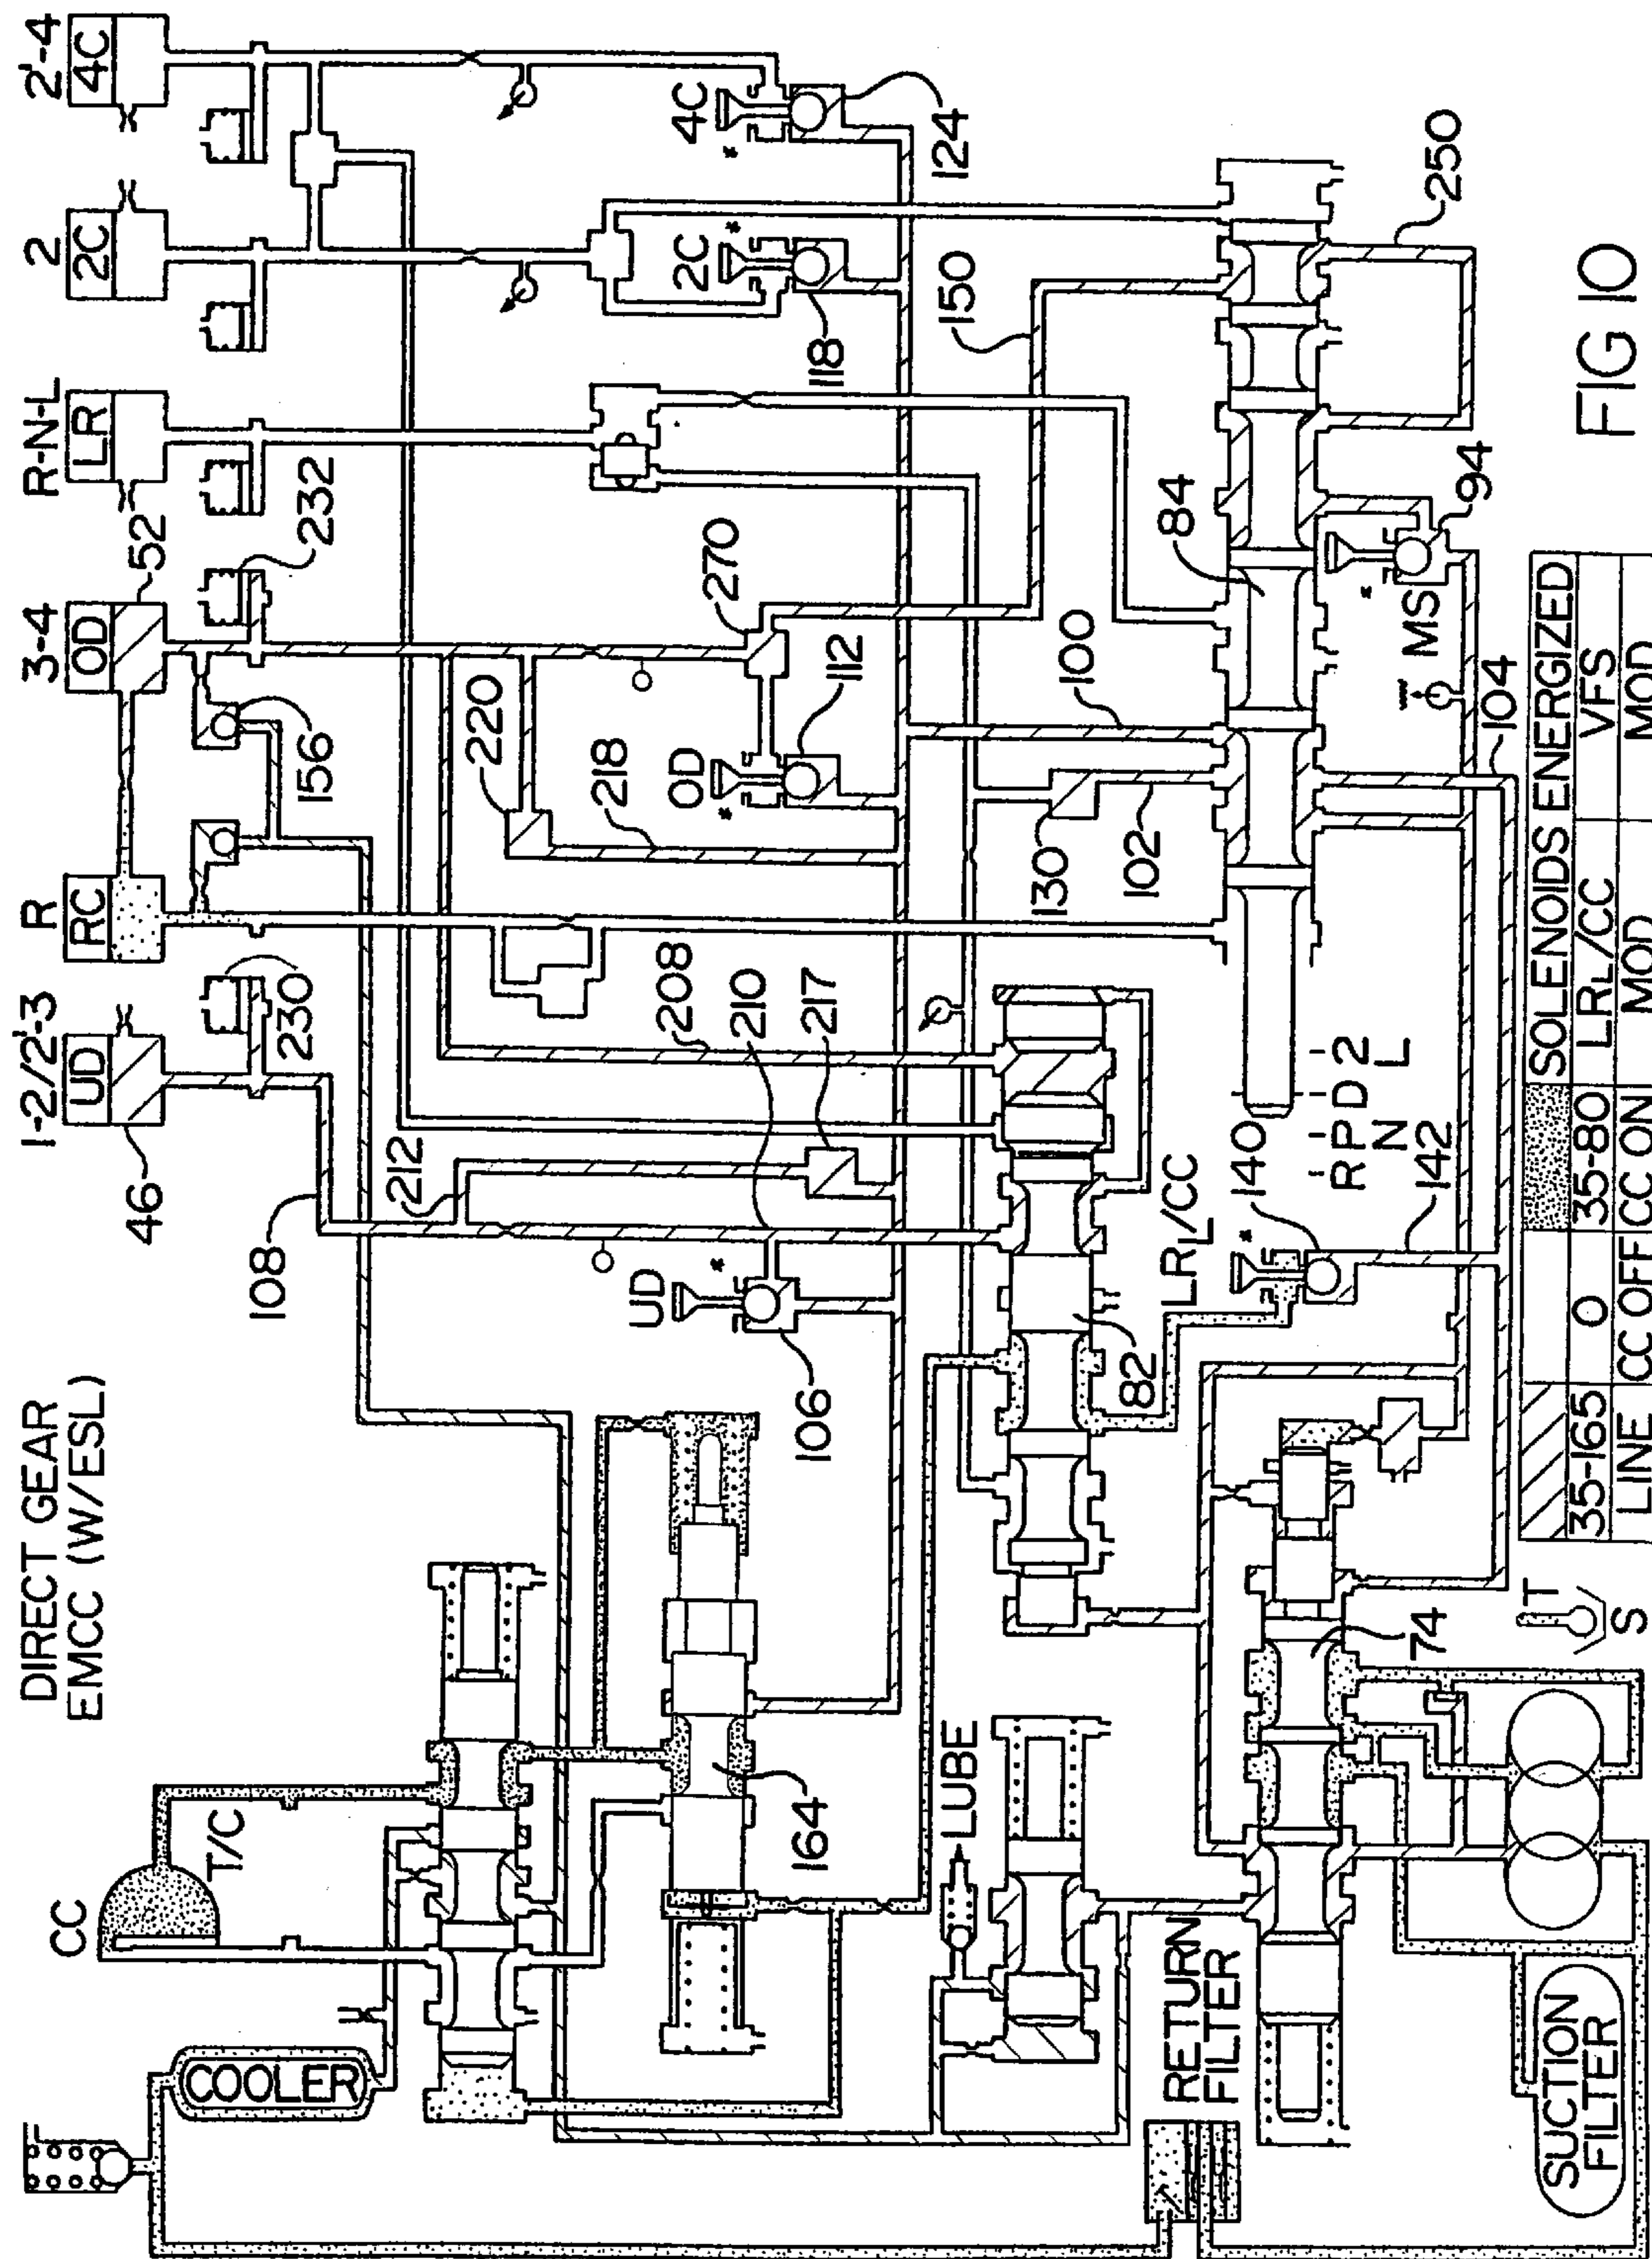 DIRECT GEAR
EMCC (W/ESL)
1-2/2'-3
R
3-4
R-N-L
2
2'-4
UD
RC
OD
LR
2C
4C
46
230
52
232
156
CC
T/C
COOLER
108
212
220
218
270
112
OD
2C
118
4C
124
UD
106
210
217
208
100
150
130
102
84
MS
94
104
250
164
LUBE
82
LRL/CC
140
142
R P D 2
N L
RETURN
FILTER
SUCTION
FILTER
74
T
S
SOLENOIDS ENERGIZED
35-165 0 35-80 LRL/CC VFS
LINE CC OFF CC ON MOD MOD
FIG 10